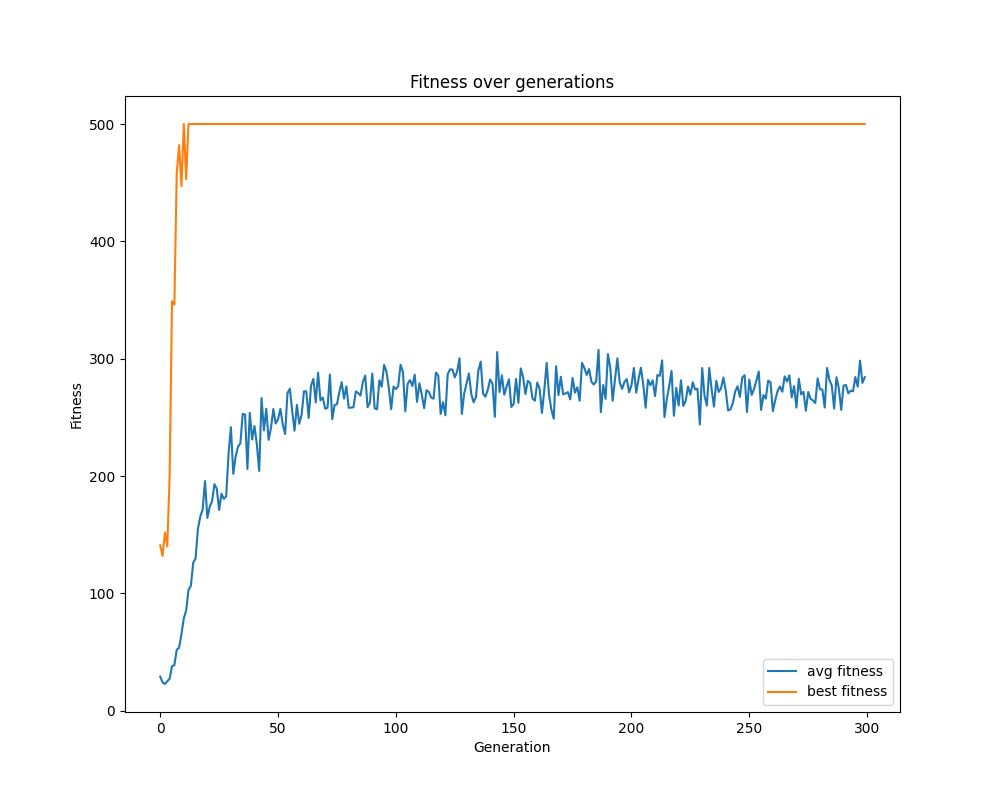 Fitness over generations
Fitness
500
400
300
200
100
0
0 50 100 150 200 250 300
Generation
avg fitness
best fitness